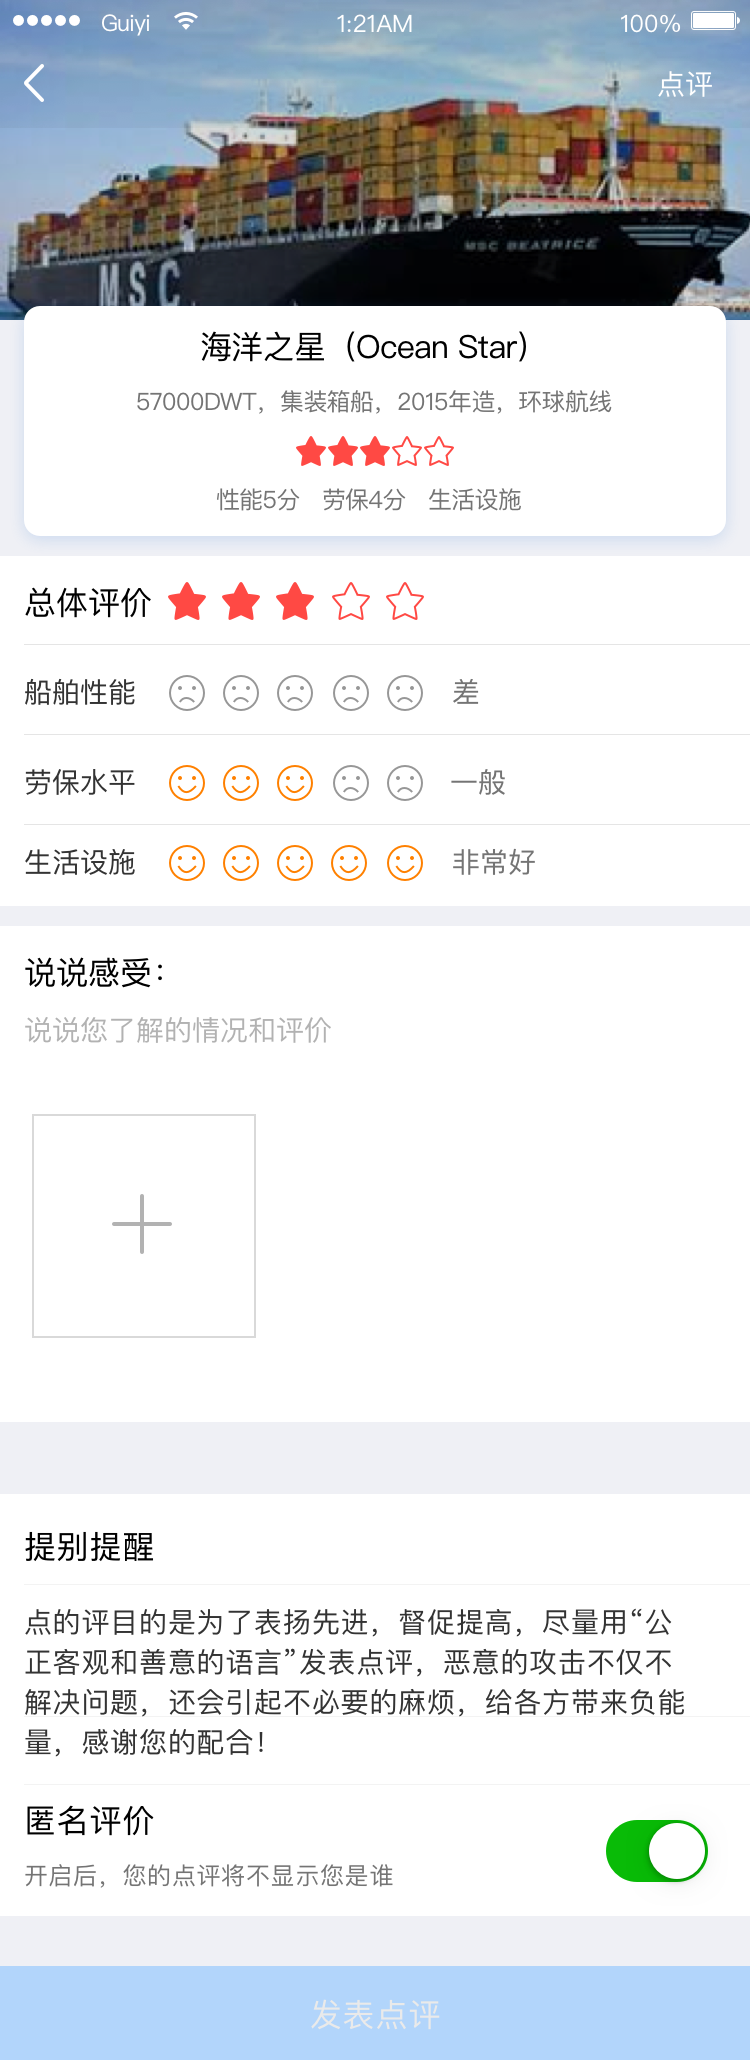 Guiyi 1:21AM 100%
点评
MSC BEATRICE
MSC
海洋之星（Ocean Star）
57000DWT，集装箱船，2015年造，环球航线
性能5分 劳保4分 生活设施
总体评价
船舶性能 差
劳保水平 一般
生活设施 非常好
说说感受：
说说您了解的情况和评价
提别提醒
点的评目的是为了表扬先进，督促提高，尽量用“公
正客观和善意的语言”发表点评，恶意的攻击不仅不
解决问题，还会引起不必要的麻烦，给各方带来负能
量，感谢您的配合！
匿名评价
开启后，您的点评将不显示您是谁
发表点评